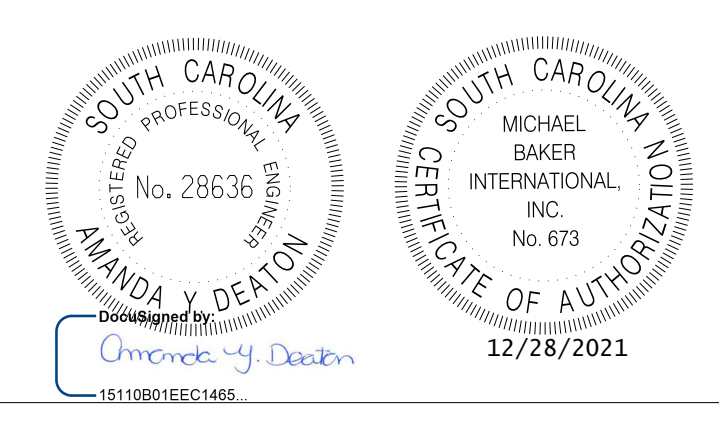 SOUTH CAROLINA
REGISTERED PROFESSIONAL ENGINEER
No. 28636
AMANDA Y DEATON
DocuSigned by:
Amanda Y. Deaton
15110B01EEC1465...
SOUTH CAROLINA
MICHAEL
BAKER
INTERNATIONAL,
INC.
No. 673
CERTIFICATE OF AUTHORIZATION
12/28/2021